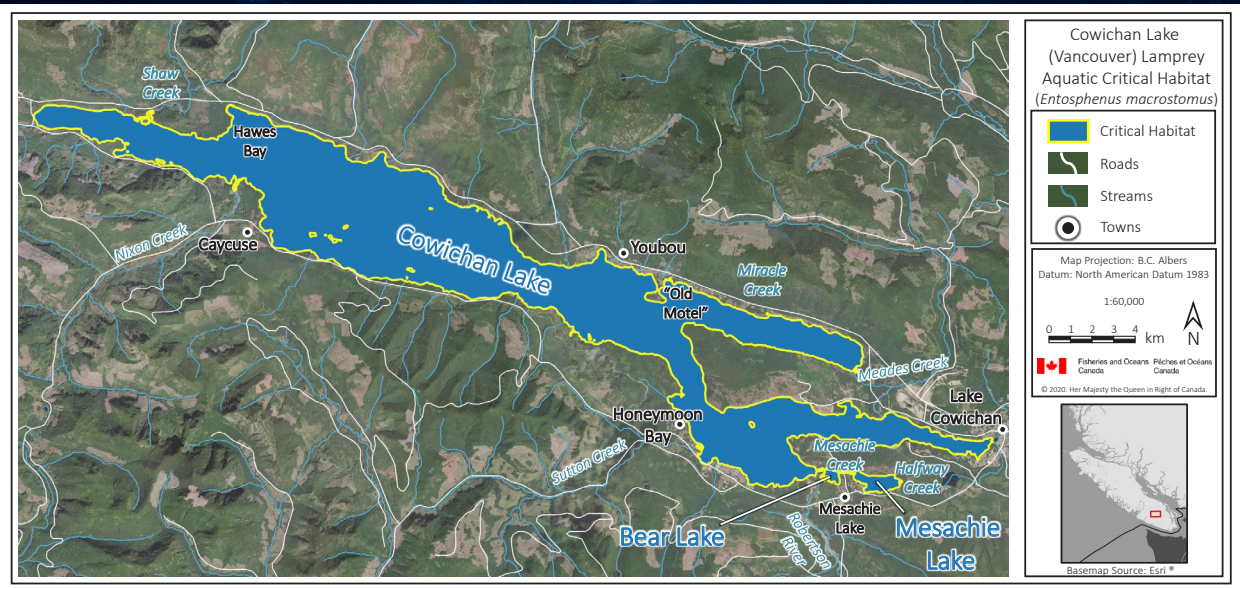 Shaw
Creek
Hawes
Bay
Nixon Creek
Caycuse
Cowichan Lake
Youbou
"Old
Motel"
Miracle
Creek
Meades Creek
Lake
Cowichan
Honeymoon
Bay
Sutton Creek
Mesachie
Creek
Halfway
Creek
Bear Lake
Mesachie
Lake
Robertson
River
Mesachie
Lake
Cowichan Lake
(Vancouver) Lamprey
Aquatic Critical Habitat
(Entosphenus macrostomus)
Critical Habitat
Roads
Streams
Towns
Map Projection: B.C. Albers
Datum: North American Datum 1983
1:60,000
0 1 2 3 4
km
N
Fisheries and Oceans Canada
Pêches et Océans Canada
© 2020. Her Majesty the Queen in Right of Canada.
Basemap Source: Esri ®